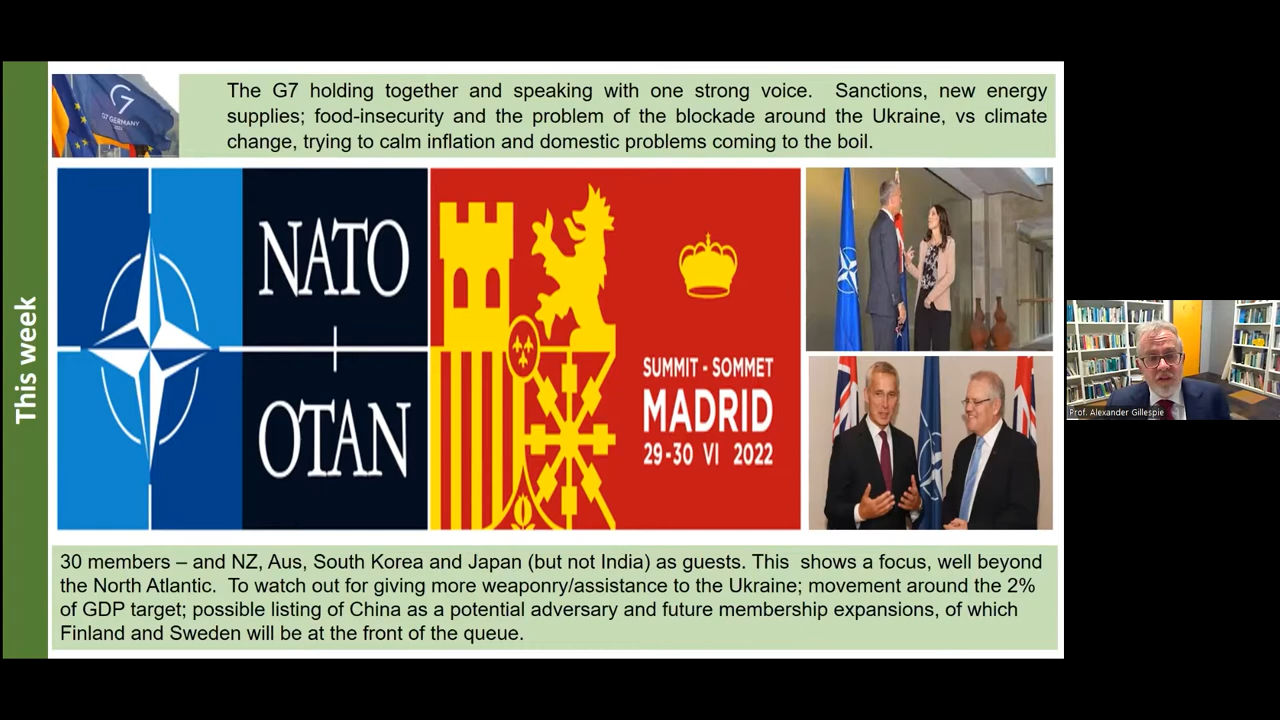 This week
G7 GERMANY
The G7 holding together and speaking with one strong voice. Sanctions, new energy
supplies; food-insecurity and the problem of the blockade around the Ukraine, vs climate
change, trying to calm inflation and domestic problems coming to the boil.
NATO
OTAN
SUMMIT - SOMMET
MADRID
29-30 VI 2022
Prof. Alexander Gillespie
30 members – and NZ, Aus, South Korea and Japan (but not India) as guests. This shows a focus, well beyond
the North Atlantic. To watch out for giving more weaponry/assistance to the Ukraine; movement around the 2%
of GDP target; possible listing of China as a potential adversary and future membership expansions, of which
Finland and Sweden will be at the front of the queue.